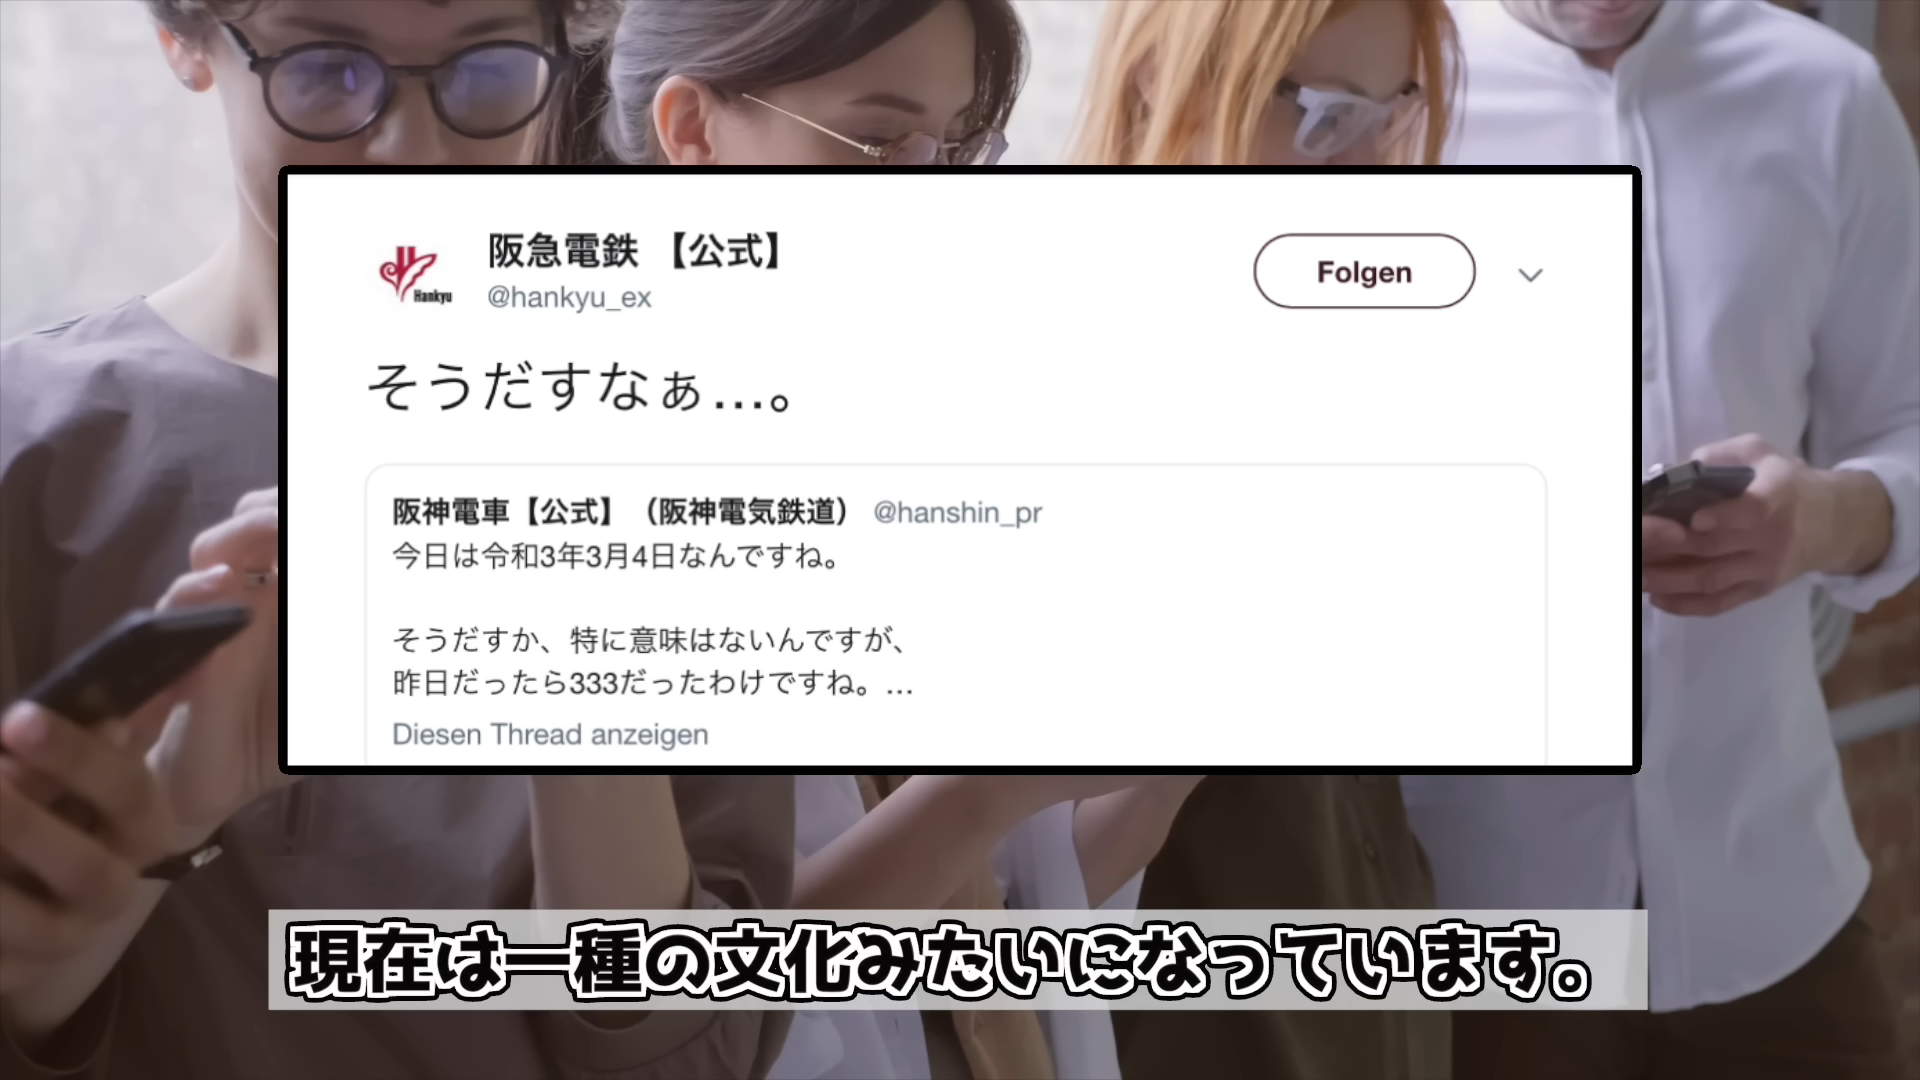 阪急電鉄 【公式】
Hankyu
@hankyu_ex
Folgen
そうだすなぁ…。
阪神電車【公式】（阪神電気鉄道） @hanshin_pr
今日は令和3年3月4日なんですね。
そうだすか、特に意味はないんですが、
昨日だったら333だったわけですね。…
Diesen Thread anzeigen
現在は一種の文化みたいになっています。